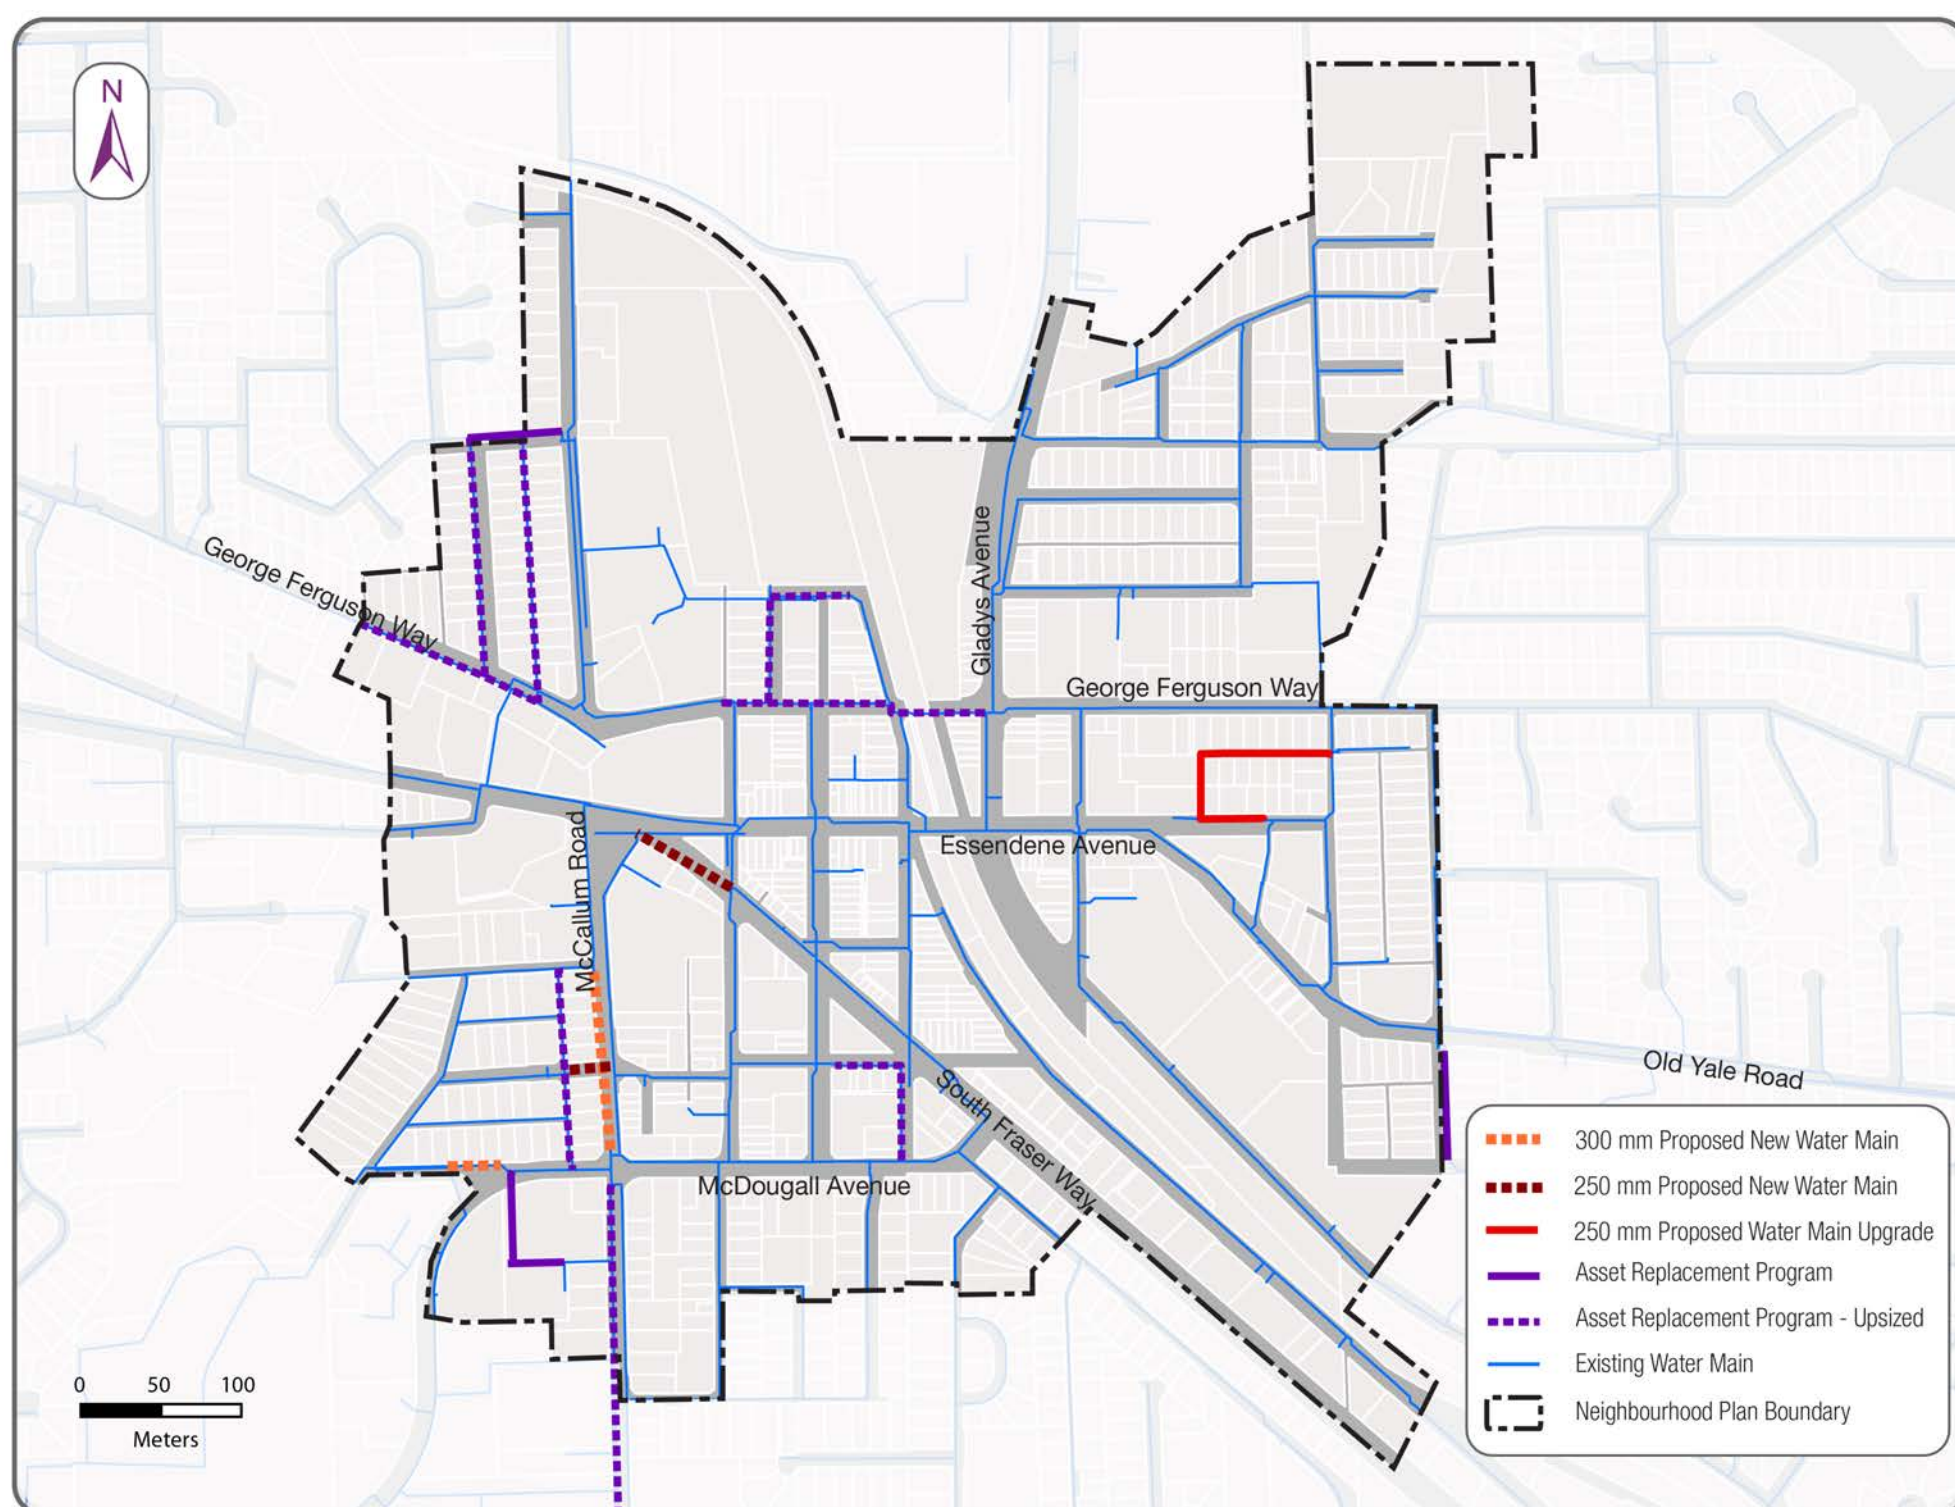 N
George Ferguson Way
Gladys Avenue
George Ferguson Way
Essendene Avenue
McCallum Road
Old Yale Road
South Fraser Way
McDougall Avenue
300 mm Proposed New Water Main
250 mm Proposed New Water Main
250 mm Proposed Water Main Upgrade
Asset Replacement Program
Asset Replacement Program - Upsized
Existing Water Main
Neighbourhood Plan Boundary
0 50 100
Meters